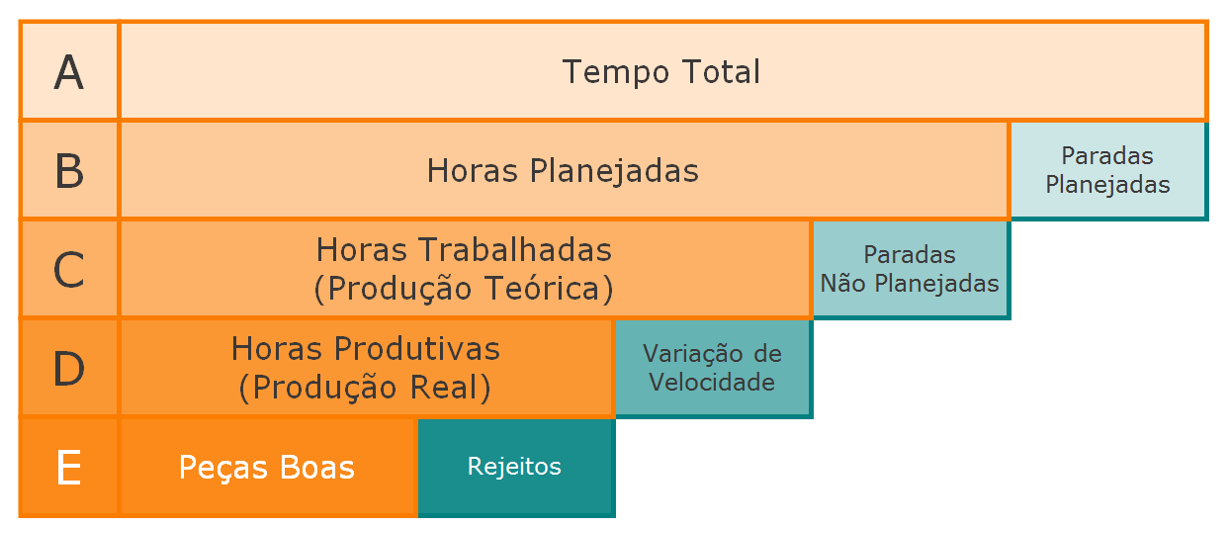 A
Tempo Total
B
Horas Planejadas
Paradas
Planejadas
C
Horas Trabalhadas
(Produção Teórica)
Paradas
Não Planejadas
D
Horas Produtivas
(Produção Real)
Variação de
Velocidade
E
Peças Boas
Rejeitos